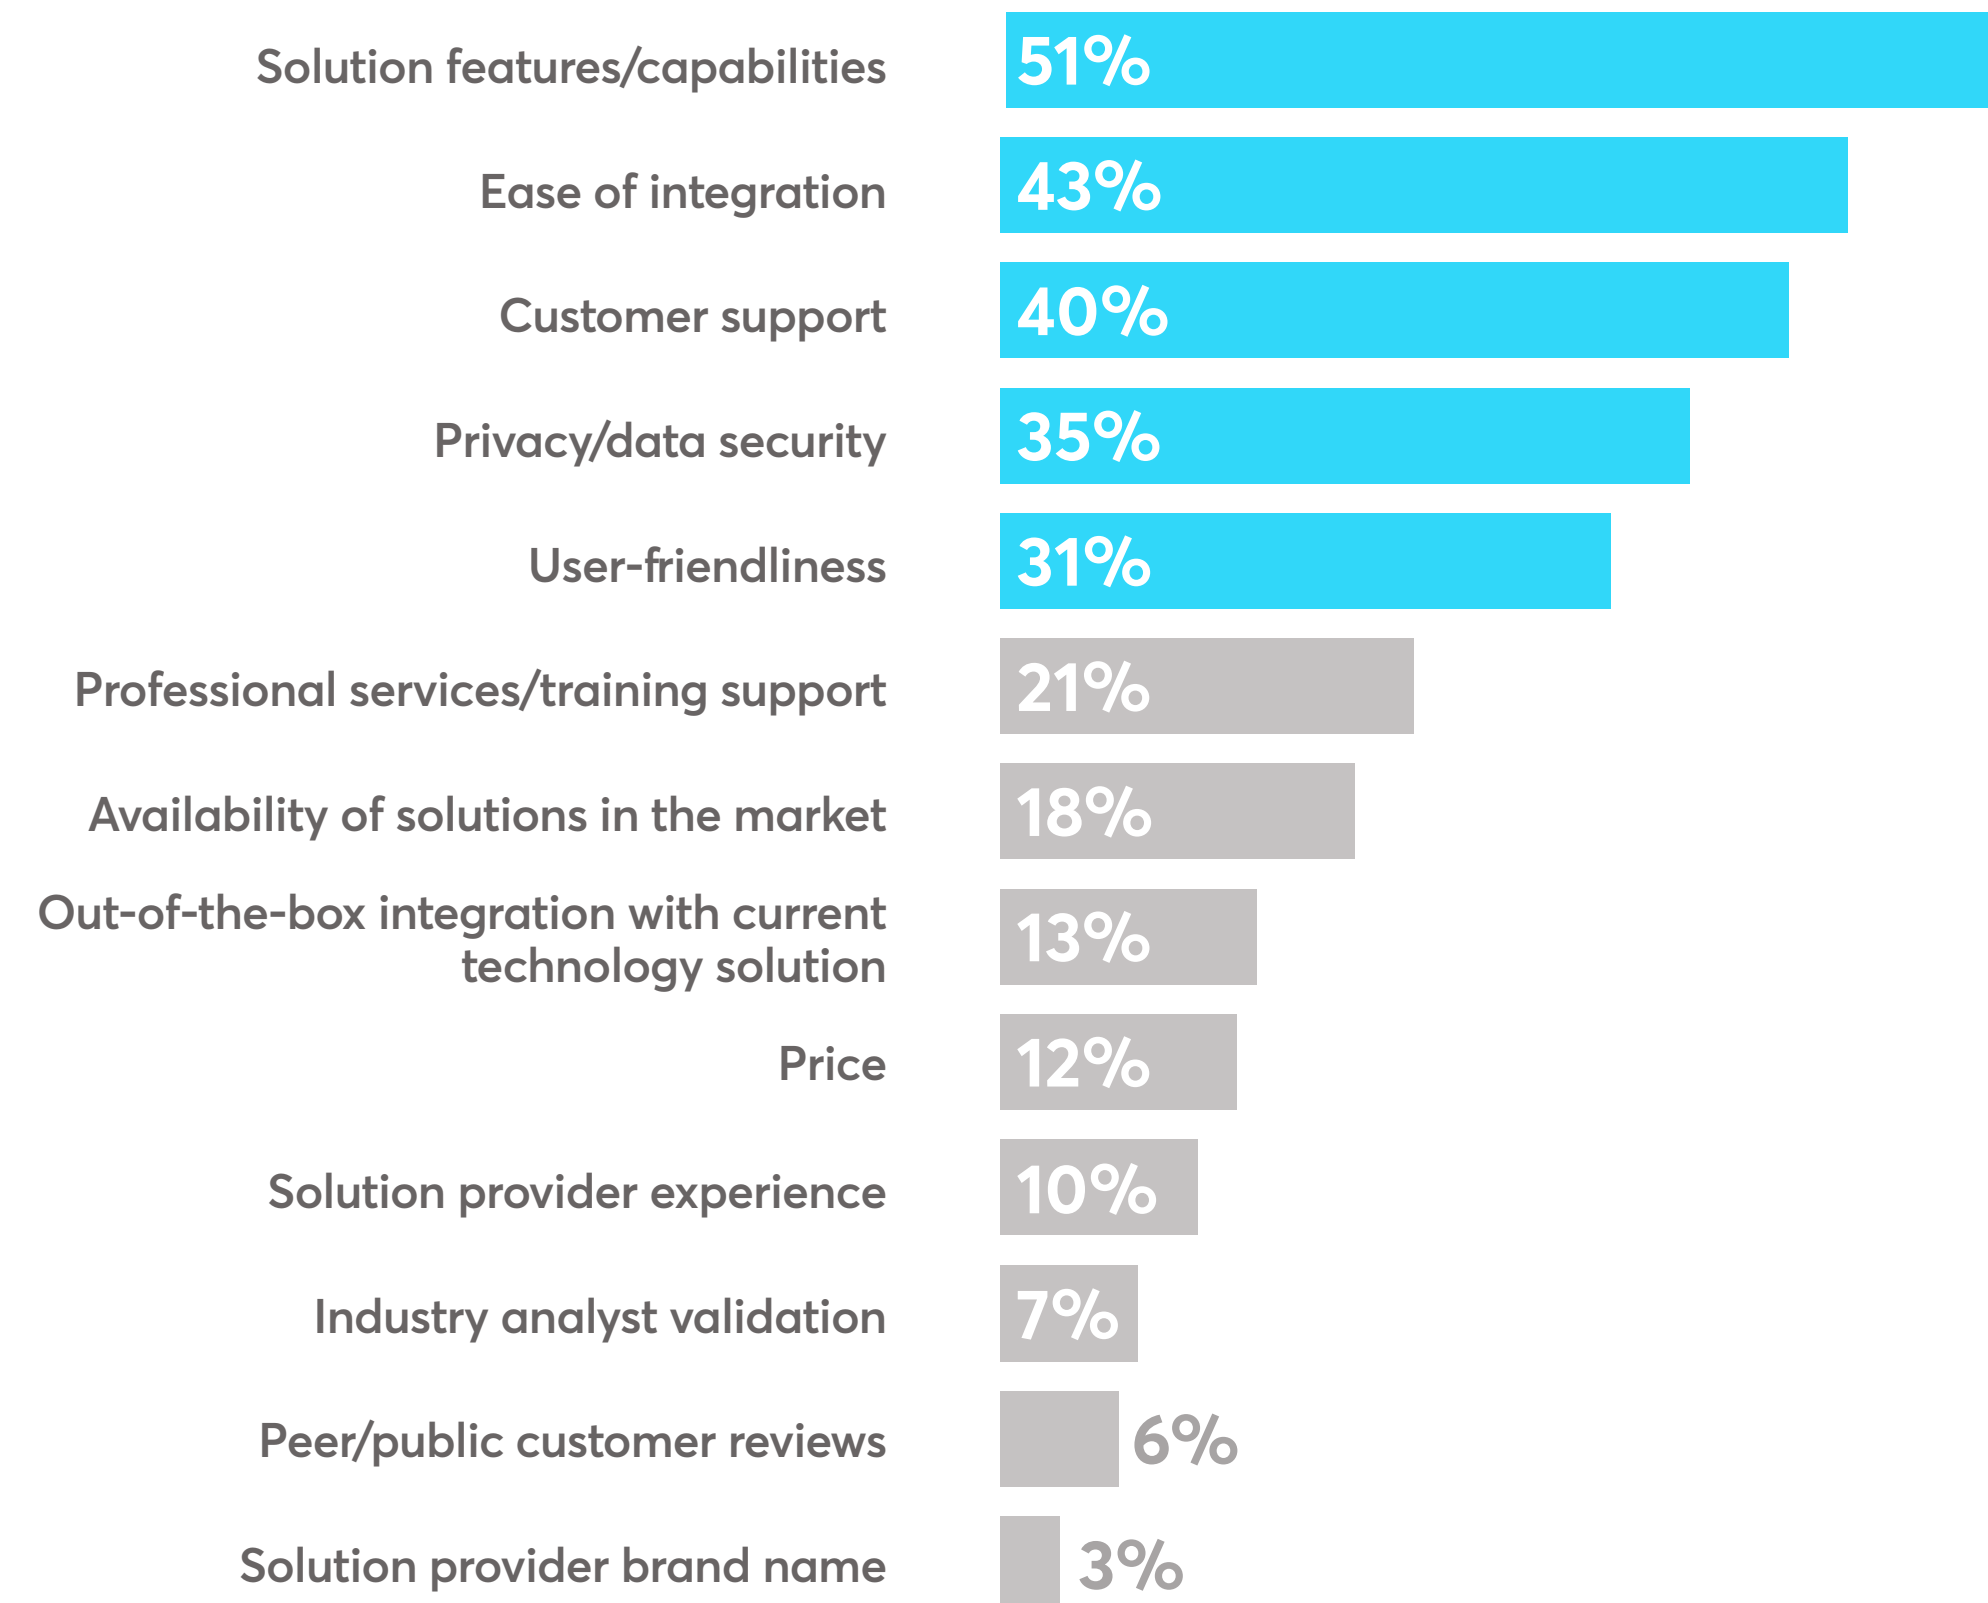 Solution features/capabilities 51%
Ease of integration 43%
Customer support 40%
Privacy/data security 35%
User-friendliness 31%
Professional services/training support 21%
Availability of solutions in the market 18%
Out-of-the-box integration with current
technology solution 13%
Price 12%
Solution provider experience 10%
Industry analyst validation 7%
Peer/public customer reviews 6%
Solution provider brand name 3%